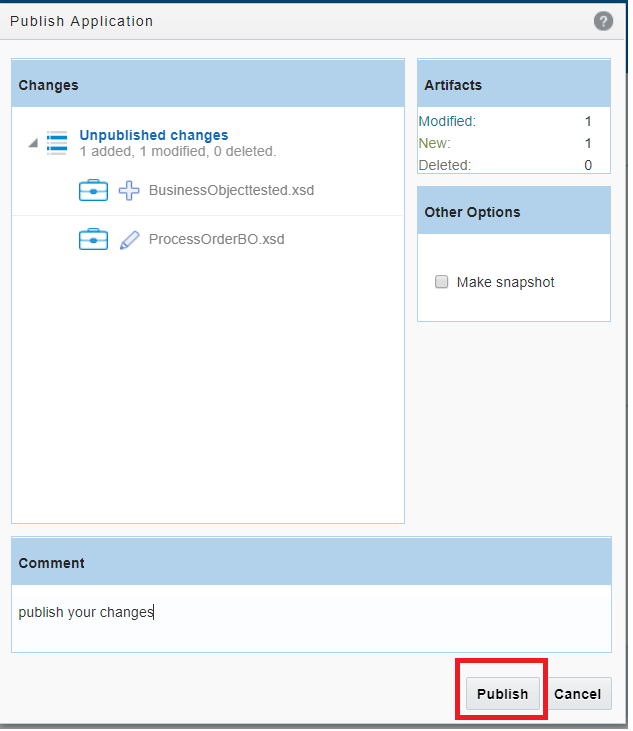 Publish Application
?
Changes
Unpublished changes
1 added, 1 modified, 0 deleted.
BusinessObjecttested.xsd
ProcessOrderBO.xsd
Artifacts
Modified: 1
New: 1
Deleted: 0
Other Options
Make snapshot
Comment
publish your changes
Publish Cancel